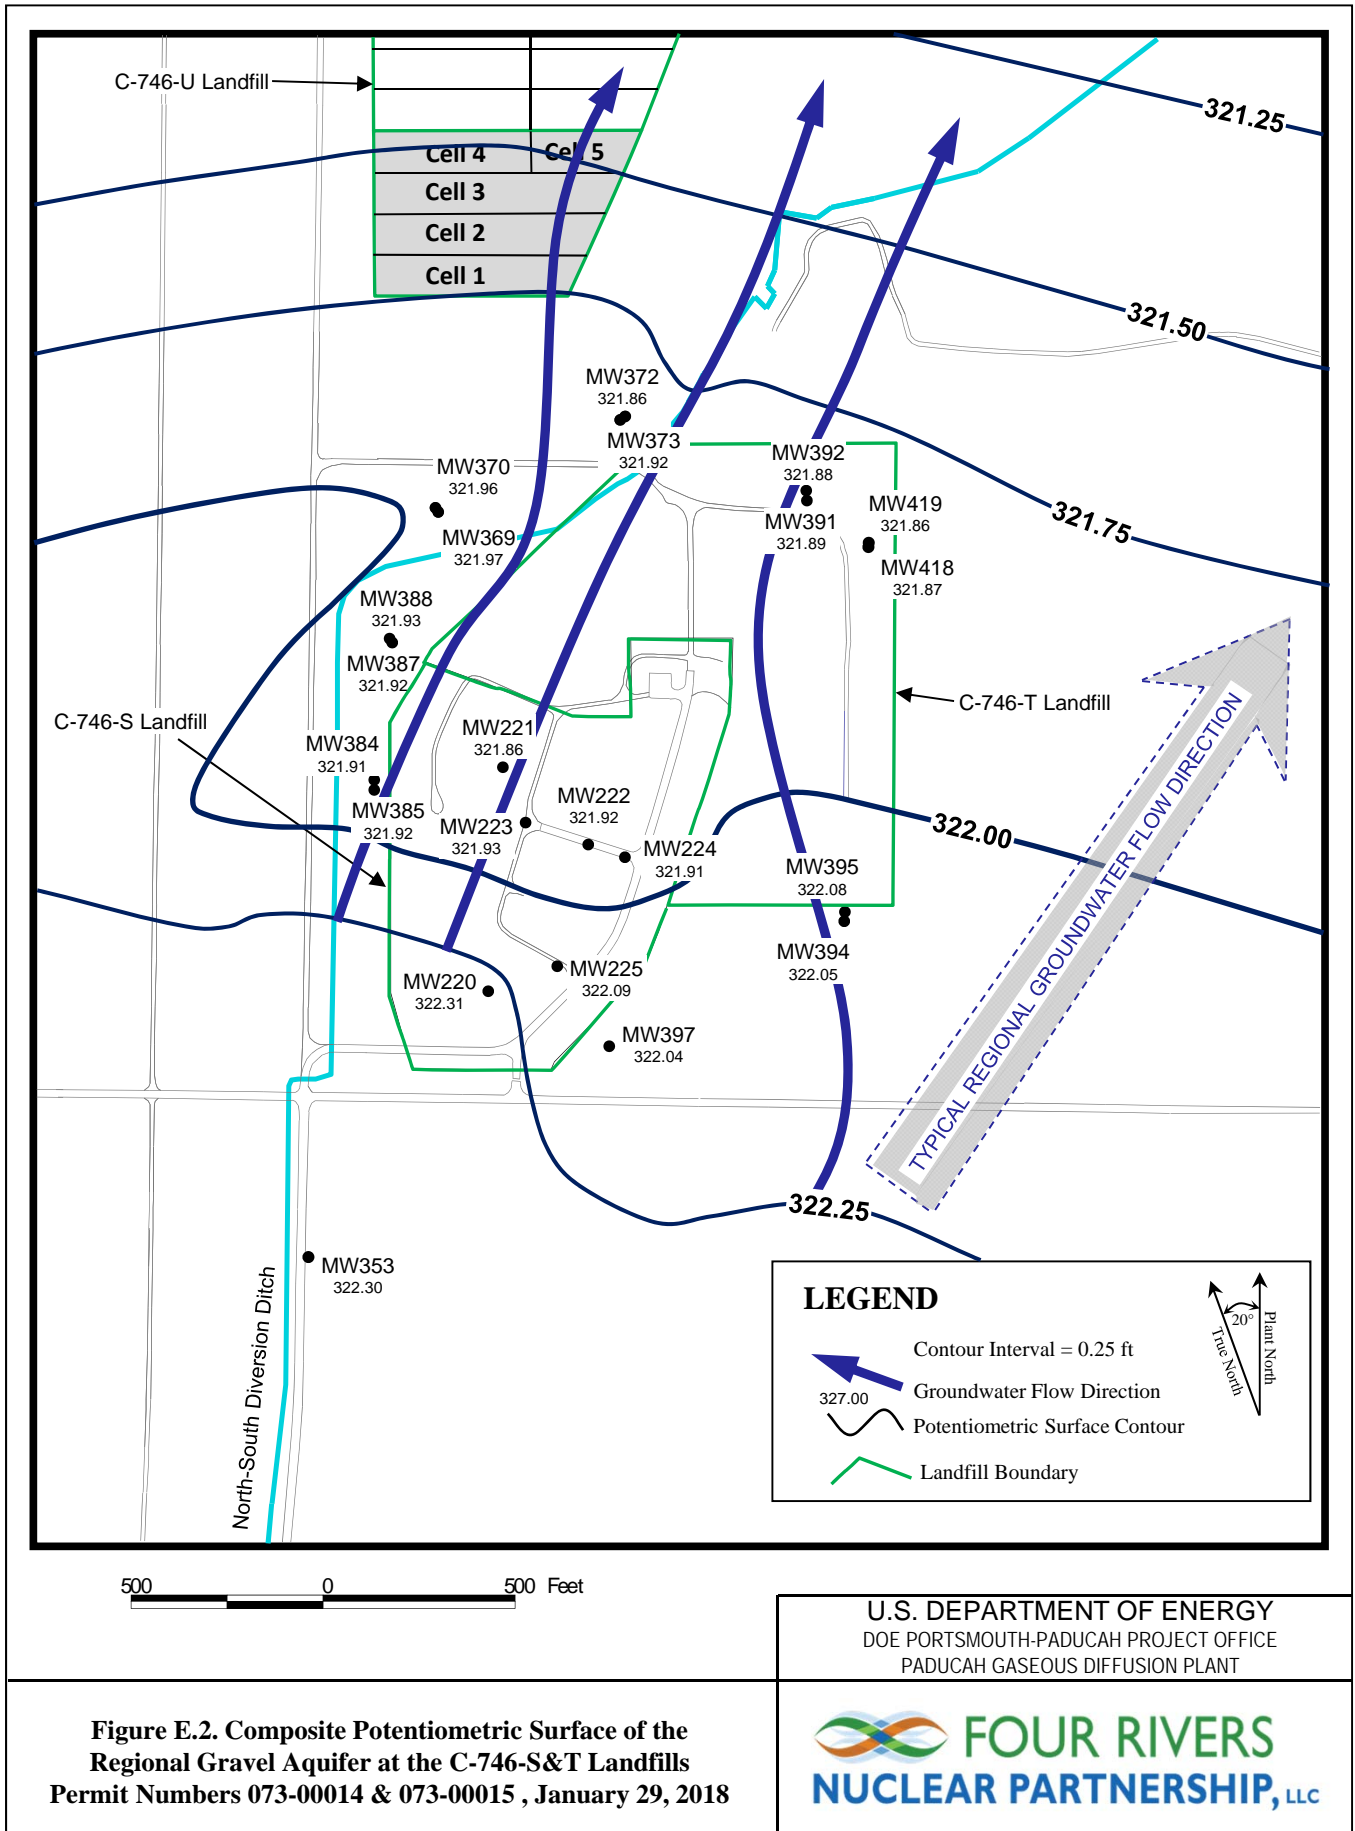 C-746-U Landfill
321.25
Cell 4
Cell 5
Cell 3
Cell 2
Cell 1
321.50
MW372
321.86
MW373
321.92
MW392
321.88
MW370
321.96
MW419
321.86
321.75
MW391
321.89
MW369
321.97
MW418
321.87
MW388
321.93
MW387
321.92
C-746-T Landfill
C-746-S Landfill
MW221
321.86
MW384
321.91
MW222
321.92
MW385
321.92
MW223
321.93
322.00
MW224
321.91
MW395
322.08
MW394
322.05
MW220
322.31
MW225
322.09
MW397
322.04
TYPICAL REGIONAL GROUNDWATER FLOW DIRECTION
322.25
MW353
322.30
North-South Diversion Ditch
LEGEND
Contour Interval = 0.25 ft
Groundwater Flow Direction
327.00
Potentiometric Surface Contour
Landfill Boundary
20°
True North
Plant North
500 0 500 Feet
U.S. DEPARTMENT OF ENERGY
DOE PORTSMOUTH-PADUCAH PROJECT OFFICE
PADUCAH GASEOUS DIFFUSION PLANT
Figure E.2. Composite Potentiometric Surface of the
Regional Gravel Aquifer at the C-746-S&T Landfills
Permit Numbers 073-00014 & 073-00015 , January 29, 2018
FOUR RIVERS
NUCLEAR PARTNERSHIP, LLC